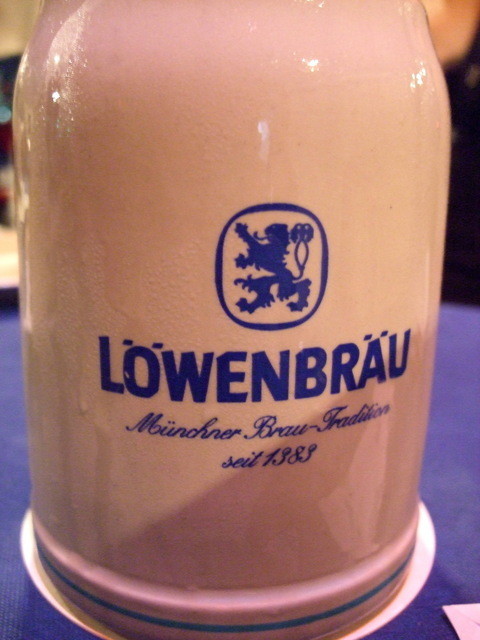 LÖWENBRÄU
Münchner Brau-Tradition
seit 1383